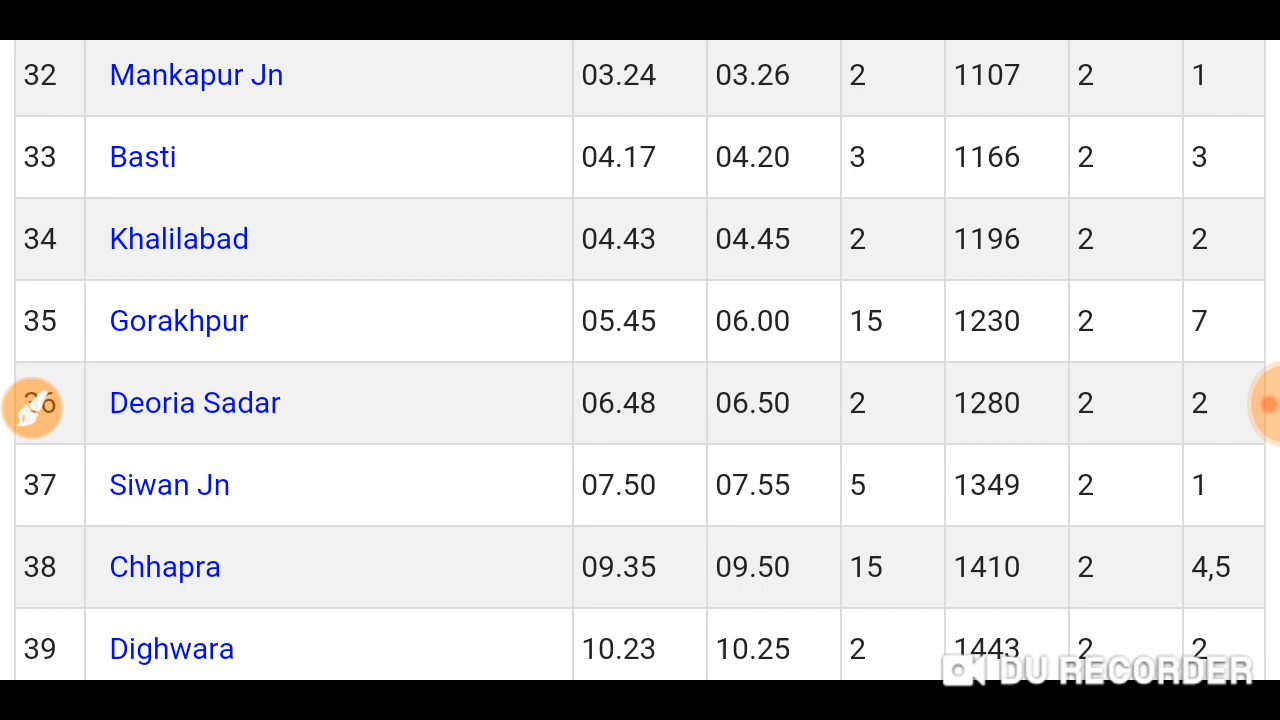 32 Mankapur Jn 03.24 03.26 2 1107 2 1
33 Basti 04.17 04.20 3 1166 2 3
34 Khalilabad 04.43 04.45 2 1196 2 2
35 Gorakhpur 05.45 06.00 15 1230 2 7
36 Deoria Sadar 06.48 06.50 2 1280 2 2
37 Siwan Jn 07.50 07.55 5 1349 2 1
38 Chhapra 09.35 09.50 15 1410 2 4,5
39 Dighwara 10.23 10.25 2 1443 2 2
DU RECORDER